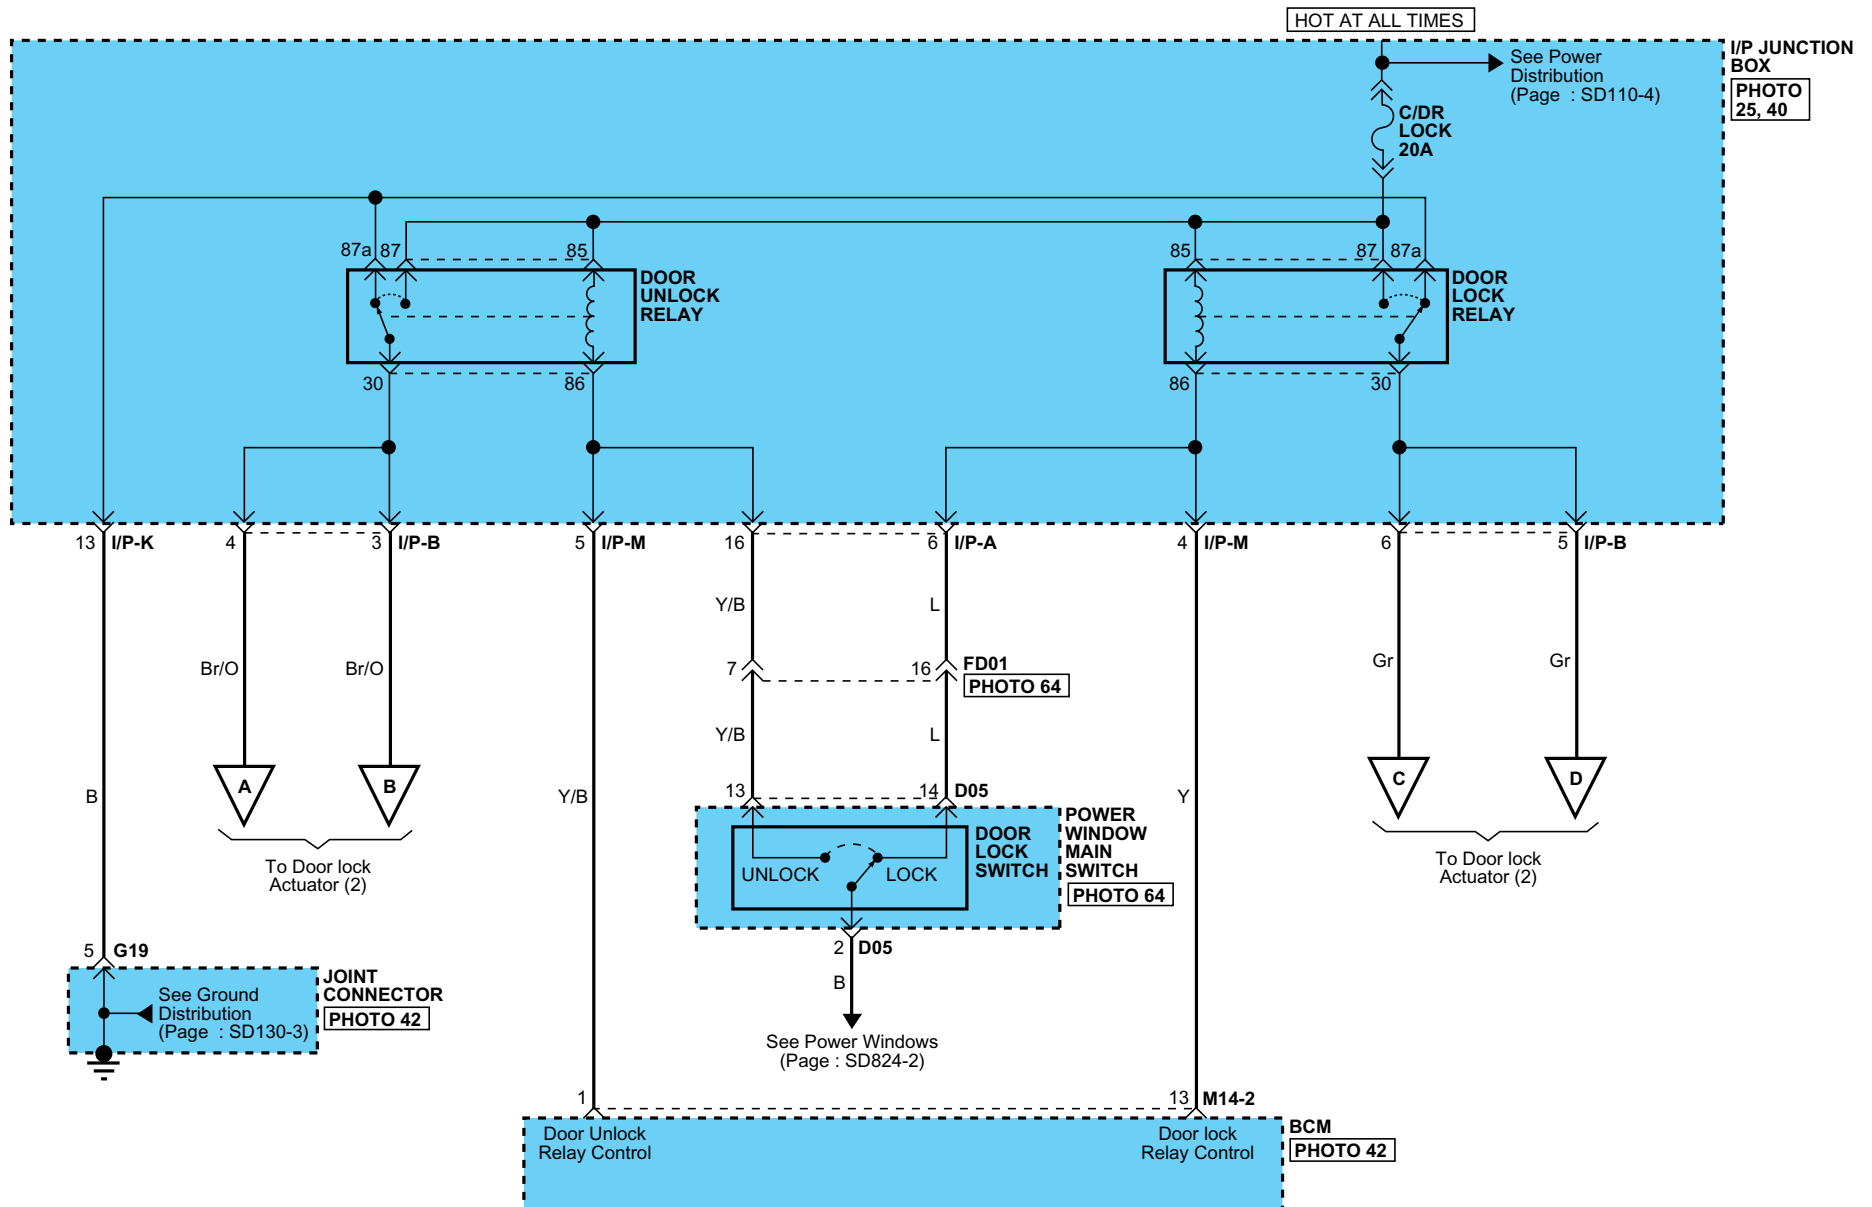 HOT AT ALL TIMES
See Power
Distribution
(Page : SD110-4)
I/P JUNCTION
BOX
PHOTO
25, 40
C/DR
LOCK
20A
87a 87 85
85 87 87a
DOOR
UNLOCK
RELAY
DOOR
LOCK
RELAY
30 86
86 30
13 I/P-K
4
3 I/P-B
5 I/P-M
16
6 I/P-A
4 I/P-M
6
5 I/P-B
Y/B L
Br/O Br/O
7
16 FD01
PHOTO 64
Gr Gr
Y/B L
A B
C D
B
Y/B
Y
13
14 D05
POWER
WINDOW
MAIN
SWITCH
PHOTO 64
DOOR
LOCK
SWITCH
UNLOCK LOCK
To Door lock
Actuator (2)
To Door lock
Actuator (2)
2 D05
B
See Power Windows
(Page : SD824-2)
5 G19
JOINT
CONNECTOR
PHOTO 42
See Ground
Distribution
(Page : SD130-3)
1
13 M14-2
Door Unlock
Relay Control
Door lock
Relay Control
BCM
PHOTO 42